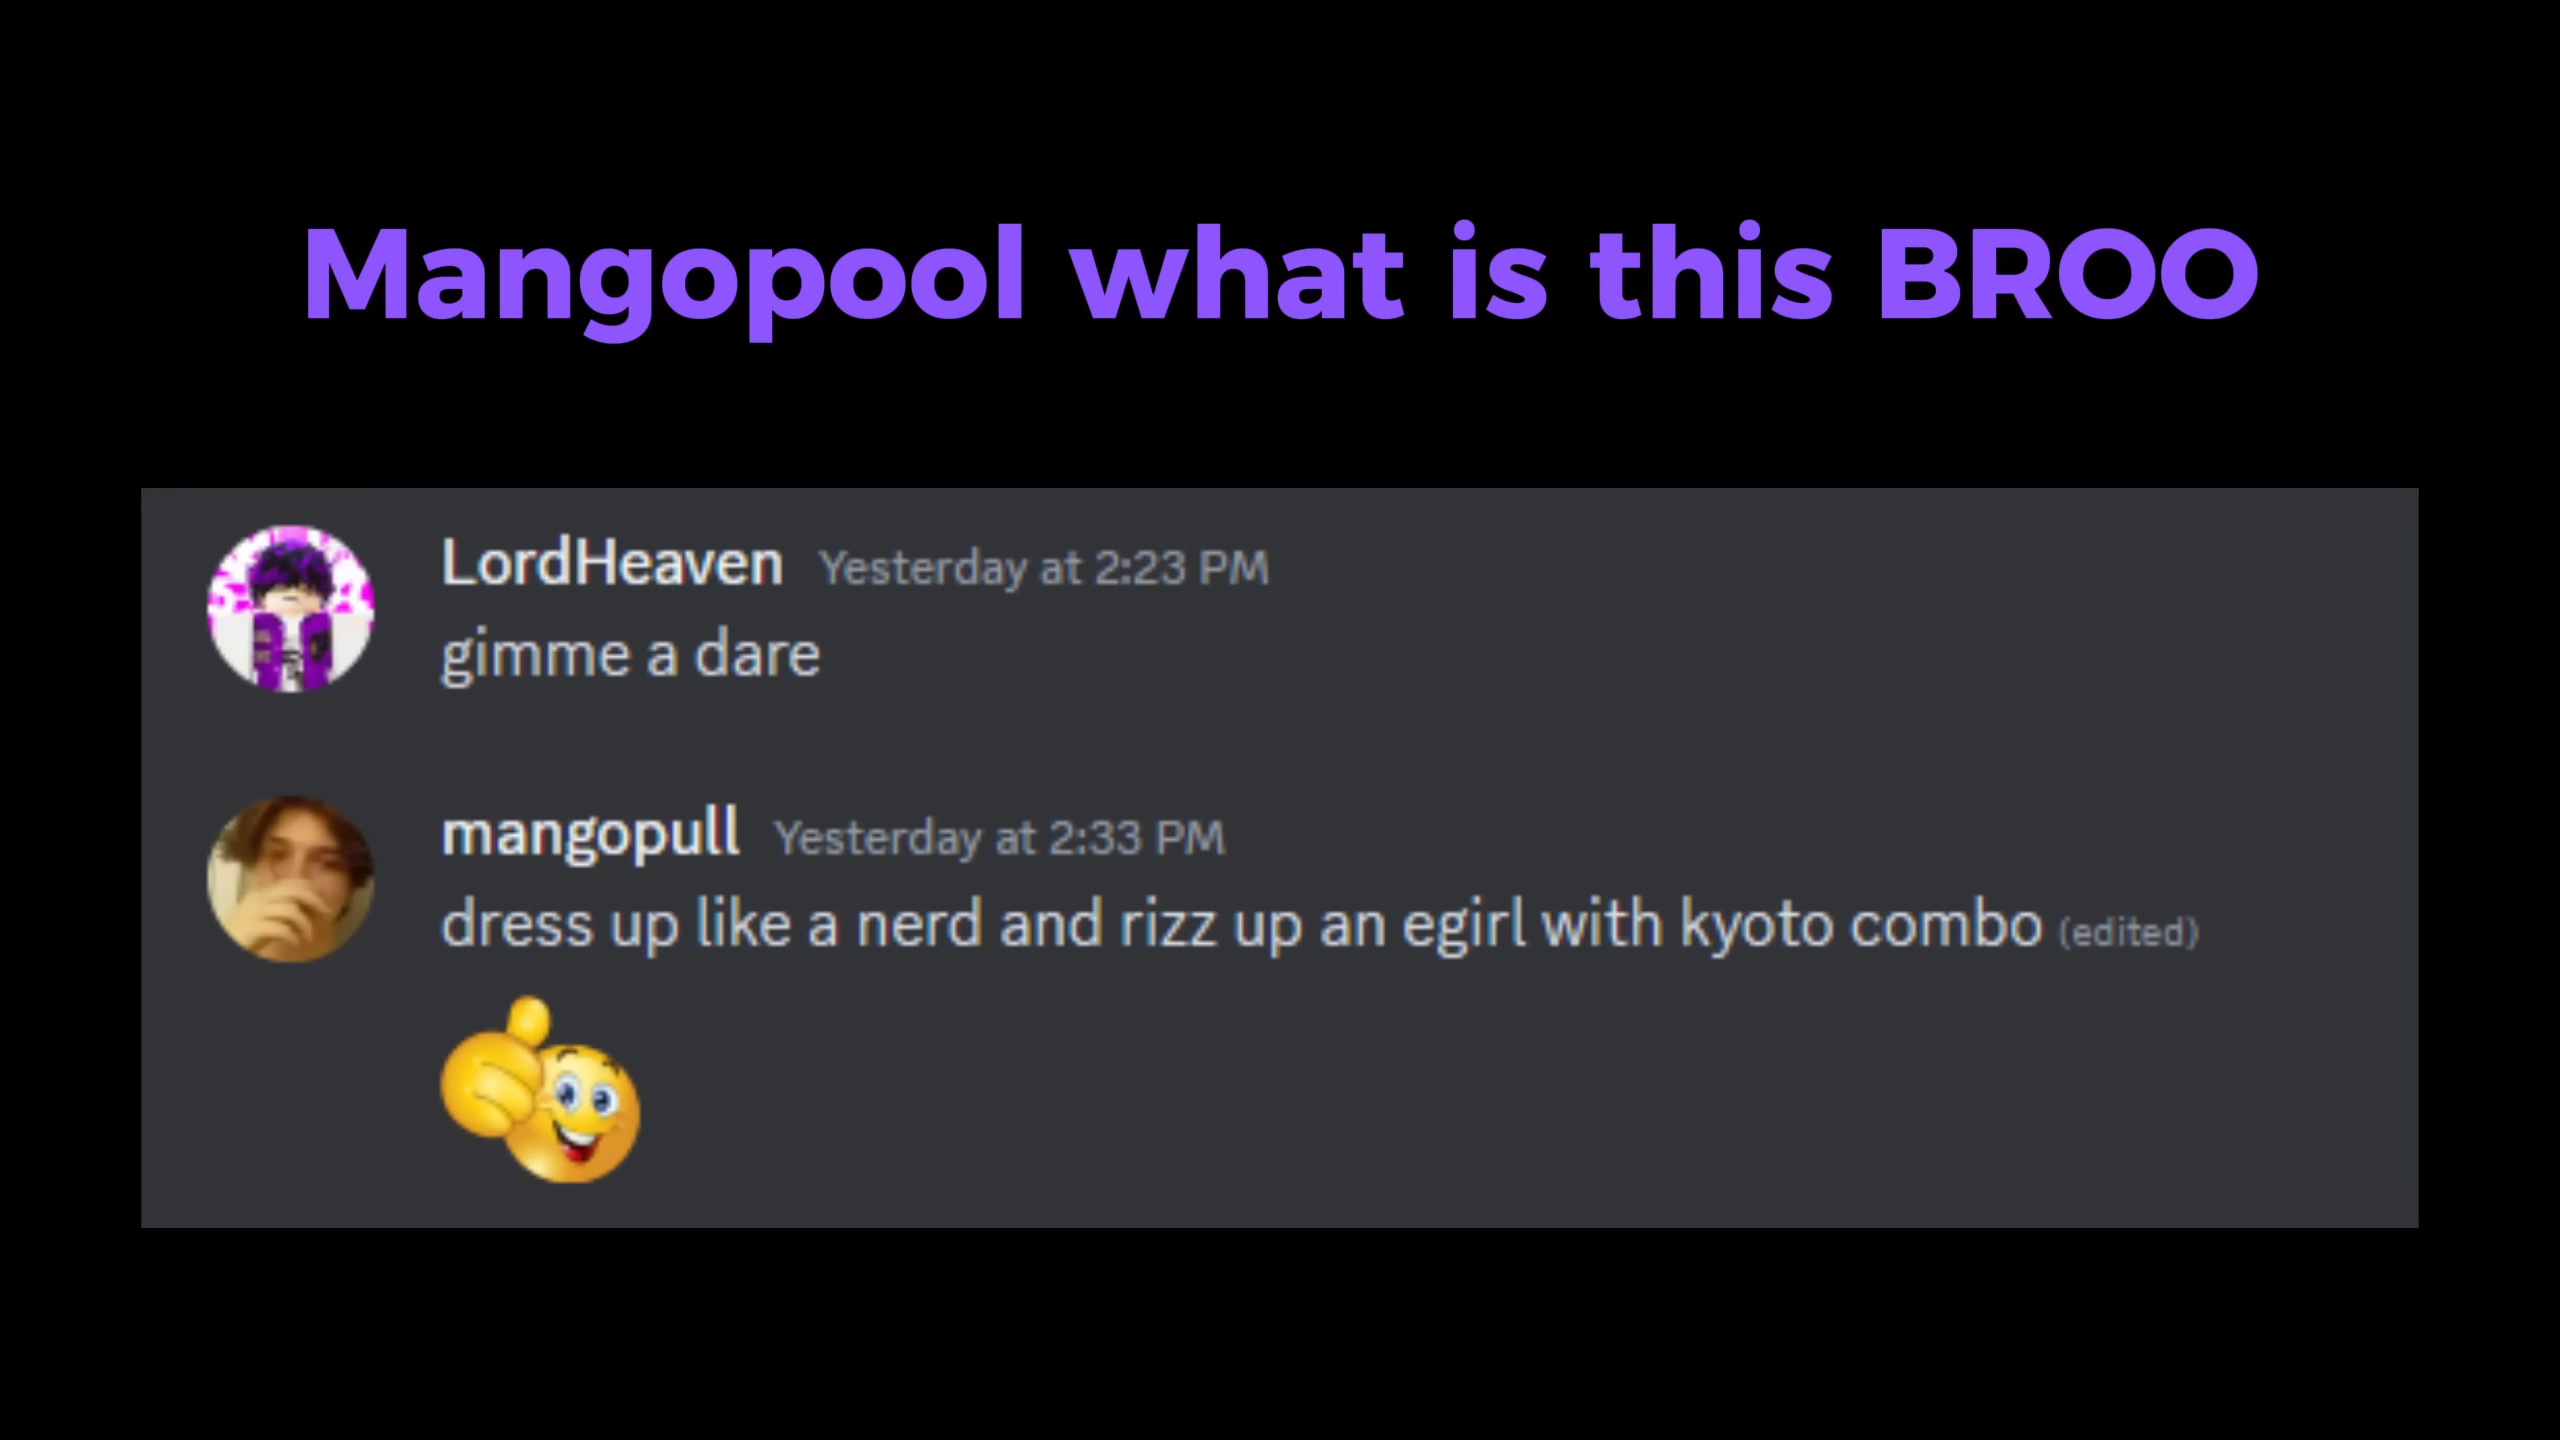 Mangopool what is this BROO
LordHeaven Yesterday at 2:23 PM
gimme a dare
mangopull Yesterday at 2:33 PM
dress up like a nerd and rizz up an egirl with kyoto combo (edited)